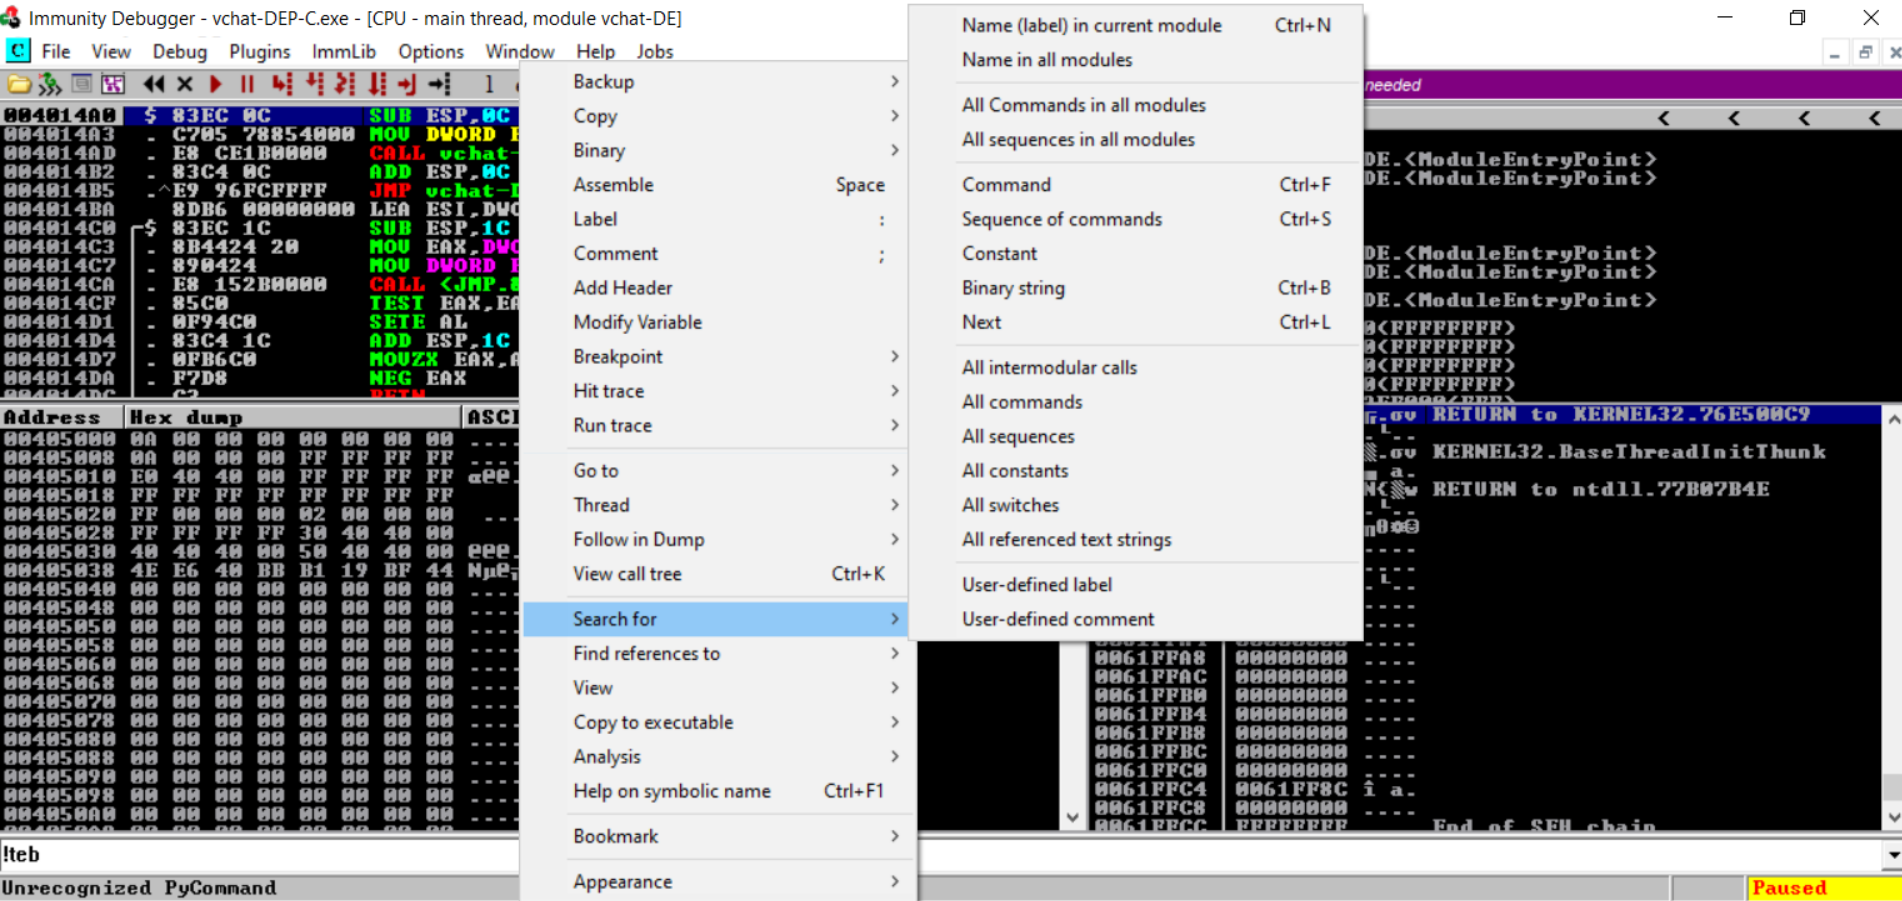 Immunity Debugger - vchat-DEP-C.exe - [CPU - main thread, module vchat-DE]
C File View Debug Plugins ImmLib Options Window Help Jobs
needed
004014A0 $ 83EC 0C SUB ESP,0C
004014A3 . C705 78854000 MOV DWORD
004014AD . E8 CE1B0000 CALL vchat-
004014B2 . 83C4 0C ADD ESP,0C
004014B5 .^E9 96FCFFFF JMP vchat-D
004014BA 8DB6 00000000 LEA ESI,DWO
004014C0 $ 83EC 1C SUB ESP,1C
004014C3 . 8B4424 20 MOV EAX,DWO
004014C7 . 890424 MOV DWORD
004014CA . E8 152B0000 CALL <JMP.&
004014CF . 85C0 TEST EAX,EA
004014D1 . 0F94C0 SETE AL
004014D4 . 83C4 1C ADD ESP,1C
004014D7 . 0FB6C0 MOVZX EAX,A
004014DA . F7D8 NEG EAX
004014DC . C3 RETN
Address Hex dump ASCI
00405000 0A 00 00 00 00 00 00 00 ....
00405008 0A 00 00 00 FF FF FF FF ....
00405010 E0 40 40 00 FF FF FF FF αee.
00405018 FF FF FF FF FF FF FF FF
00405020 FF 00 00 00 02 00 00 00 ...
00405028 FF FF FF FF 30 40 40 00
00405030 40 40 40 00 50 40 40 00 eee.
00405038 4E E6 40 BB B1 19 BF 44 Nµe╗
00405040 00 00 00 00 00 00 00 00 ....
00405048 00 00 00 00 00 00 00 00 ....
00405050 00 00 00 00 00 00 00 00 ....
00405058 00 00 00 00 00 00 00 00 ....
00405060 00 00 00 00 00 00 00 00 ....
00405068 00 00 00 00 00 00 00 00 ....
00405070 00 00 00 00 00 00 00 00 ....
00405078 00 00 00 00 00 00 00 00 ....
00405080 00 00 00 00 00 00 00 00 ....
00405088 00 00 00 00 00 00 00 00 ....
00405090 00 00 00 00 00 00 00 00 ....
00405098 00 00 00 00 00 00 00 00 ....
004050A0 00 00 00 00 00 00 00 00 ....
Backup
Copy
Binary
Assemble Space
Label :
Comment ;
Add Header
Modify Variable
Breakpoint
Hit trace
Run trace
Go to
Thread
Follow in Dump
View call tree Ctrl+K
Search for
Find references to
View
Copy to executable
Analysis
Help on symbolic name Ctrl+F1
Bookmark
Appearance
Name (label) in current module Ctrl+N
Name in all modules
All Commands in all modules
All sequences in all modules
Command Ctrl+F
Sequence of commands Ctrl+S
Constant
Binary string Ctrl+B
Next Ctrl+L
All intermodular calls
All commands
All sequences
All constants
All switches
All referenced text strings
User-defined label
User-defined comment
< < < <
DE.<ModuleEntryPoint>
DE.<ModuleEntryPoint>
DE.<ModuleEntryPoint>
DE.<ModuleEntryPoint>
DE.<ModuleEntryPoint>
0(FFFFFFFF)
0(FFFFFFFF)
0(FFFFFFFF)
0(FFFFFFFF)
RETURN to KERNEL32.76E500C9
KERNEL32.BaseThreadInitThunk
RETURN to ntdll.77B07B4E
0061FFA8 00000000 ....
0061FFAC 00000000 ....
0061FFB0 00000000 ....
0061FFB4 00000000 ....
0061FFB8 00000000 ....
0061FFBC 00000000 ....
0061FFC0 00000000 ....
0061FFC4 0061FF8C î a.
0061FFC8 00000000 ....
0061FFCC FFFFFFFF End of SEH chain
!teb
Unrecognized PyCommand
Paused